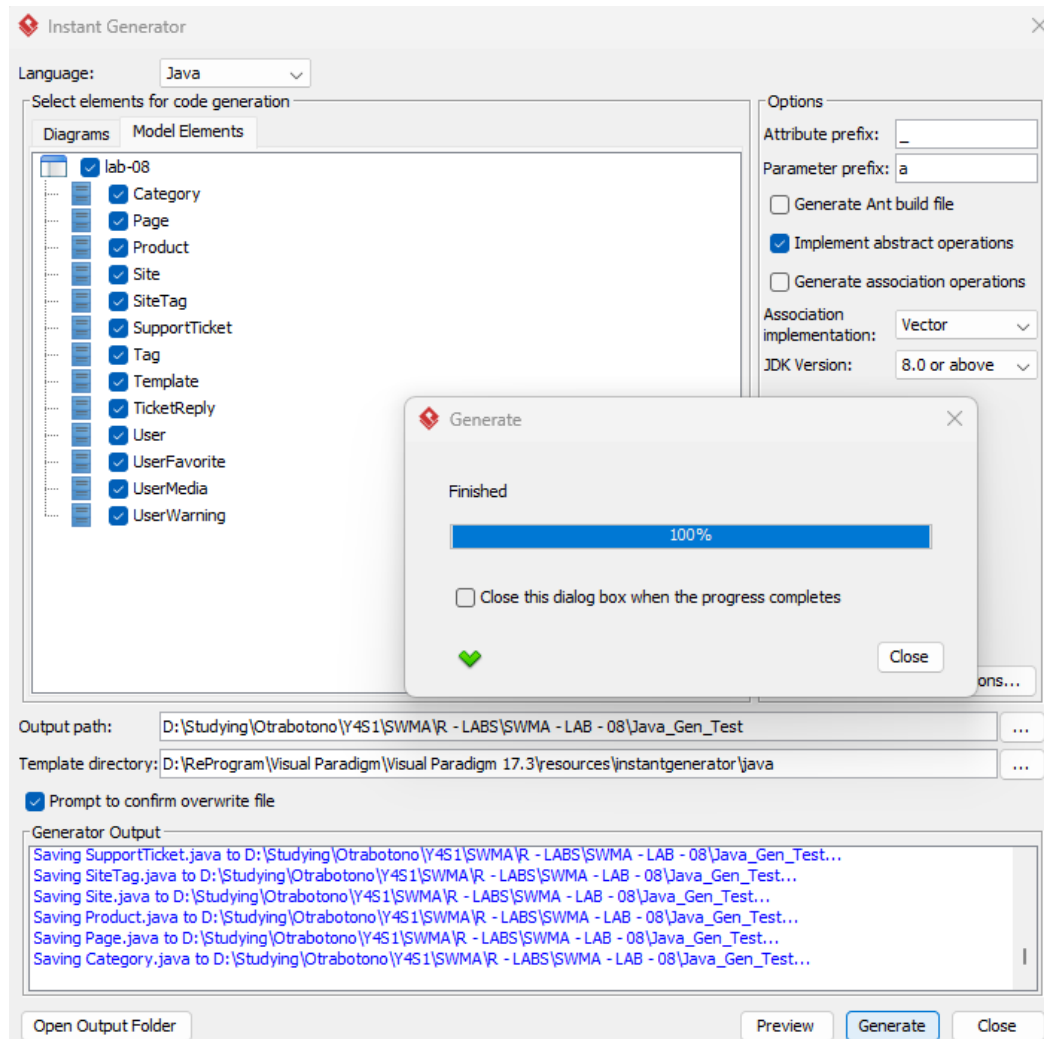 Instant Generator
Language: Java
Select elements for code generation
Diagrams Model Elements
lab-08
Category
Page
Product
Site
SiteTag
SupportTicket
Tag
Template
TicketReply
User
UserFavorite
UserMedia
UserWarning
Options
Attribute prefix: _
Parameter prefix: a
Generate Ant build file
Implement abstract operations
Generate association operations
Association
implementation: Vector
JDK Version: 8.0 or above
Generate
Finished
100%
Close this dialog box when the progress completes
Close
ons...
Output path: D:\Studying\Otrabotono\Y4S1\SWMA\R - LABS\SWMA - LAB - 08\Java_Gen_Test ...
Template directory: D:\ReProgram\Visual Paradigm\Visual Paradigm 17.3\resources\instantgenerator\java ...
Prompt to confirm overwrite file
Generator Output
Saving SupportTicket.java to D:\Studying\Otrabotono\Y4S1\SWMA\R - LABS\SWMA - LAB - 08\Java_Gen_Test...
Saving SiteTag.java to D:\Studying\Otrabotono\Y4S1\SWMA\R - LABS\SWMA - LAB - 08\Java_Gen_Test...
Saving Site.java to D:\Studying\Otrabotono\Y4S1\SWMA\R - LABS\SWMA - LAB - 08\Java_Gen_Test...
Saving Product.java to D:\Studying\Otrabotono\Y4S1\SWMA\R - LABS\SWMA - LAB - 08\Java_Gen_Test...
Saving Page.java to D:\Studying\Otrabotono\Y4S1\SWMA\R - LABS\SWMA - LAB - 08\Java_Gen_Test...
Saving Category.java to D:\Studying\Otrabotono\Y4S1\SWMA\R - LABS\SWMA - LAB - 08\Java_Gen_Test...
Open Output Folder Preview Generate Close